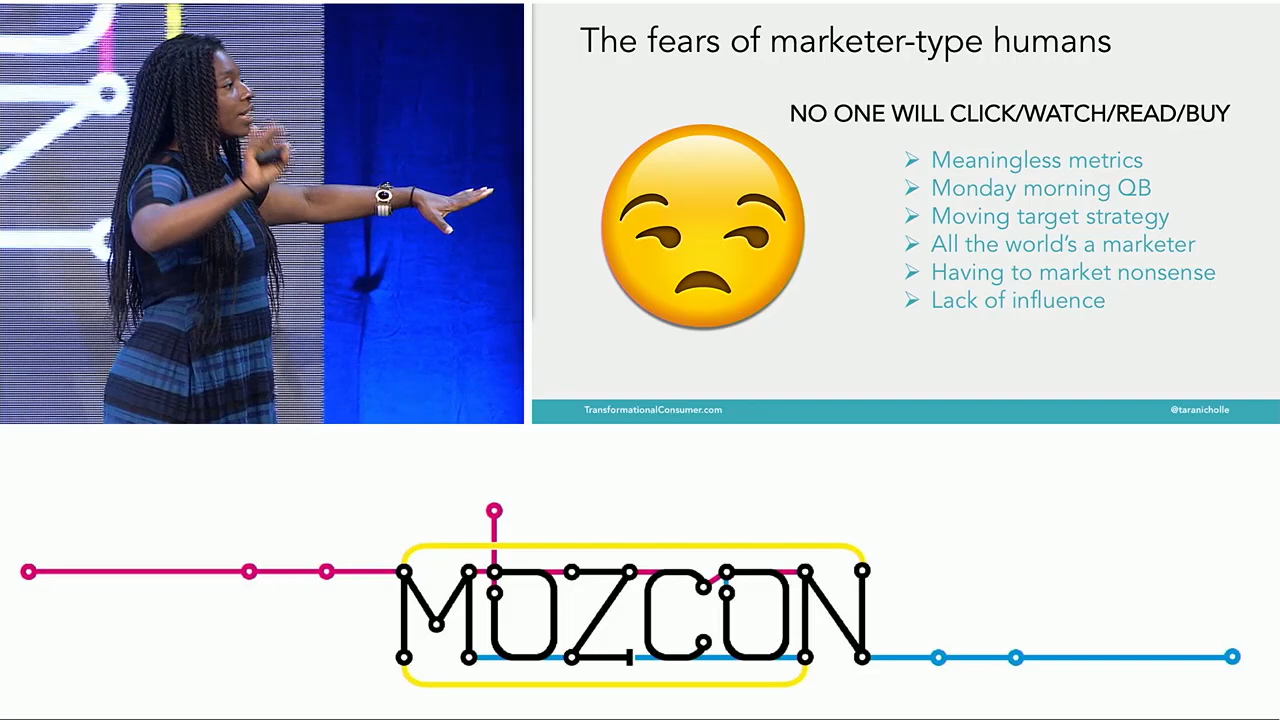 The fears of marketer-type humans
NO ONE WILL CLICK/WATCH/READ/BUY
➢ Meaningless metrics
➢ Monday morning QB
➢ Moving target strategy
➢ All the world's a marketer
➢ Having to market nonsense
➢ Lack of influence
TransformationalConsumer.com
@taranicholle
MOZCON